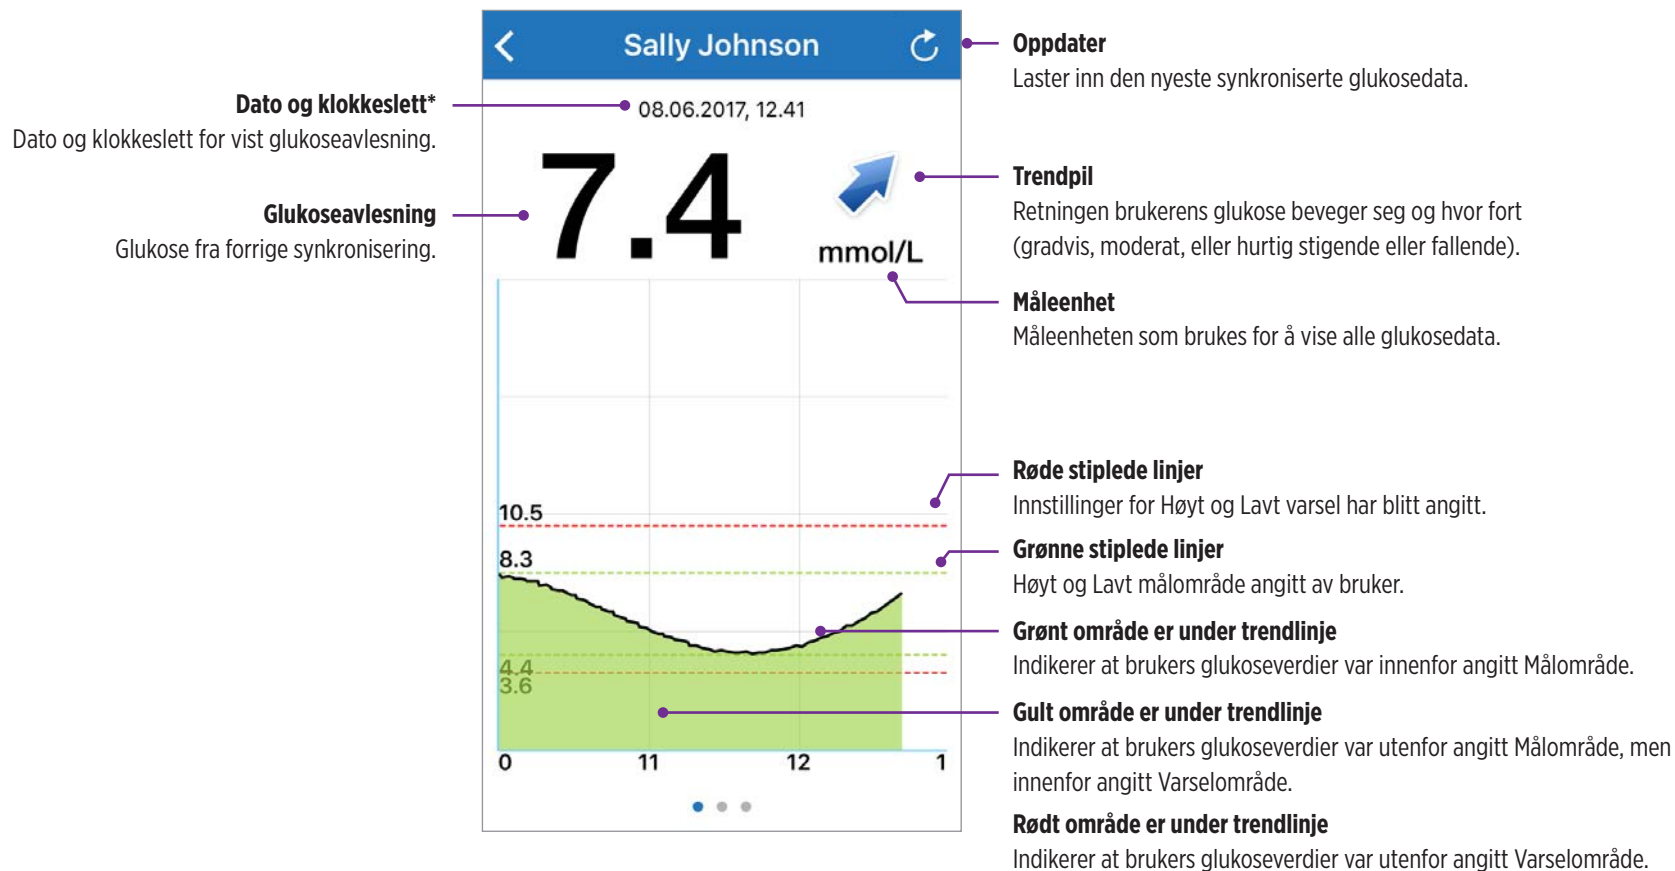 Dato og klokkeslett*
Dato og klokkeslett for vist glukoseavlesning.
Glukoseavlesning
Glukose fra forrige synkronisering.
Sally Johnson
08.06.2017, 12.41
7.4
mmol/L
10.5
8.3
4.4
3.6
0 11 12 1
Oppdater
Laster inn den nyeste synkroniserte glukosedata.
Trendpil
Retningen brukerens glukose beveger seg og hvor fort
(gradvis, moderat, eller hurtig stigende eller fallende).
Måleenhet
Måleenheten som brukes for å vise alle glukosedata.
Røde stiplede linjer
Innstillinger for Høyt og Lavt varsel har blitt angitt.
Grønne stiplede linjer
Høyt og Lavt målområde angitt av bruker.
Grønt område er under trendlinje
Indikerer at brukers glukoseverdier var innenfor angitt Målområde.
Gult område er under trendlinje
Indikerer at brukers glukoseverdier var utenfor angitt Målområde, men
innenfor angitt Varselområde.
Rødt område er under trendlinje
Indikerer at brukers glukoseverdier var utenfor angitt Varselområde.